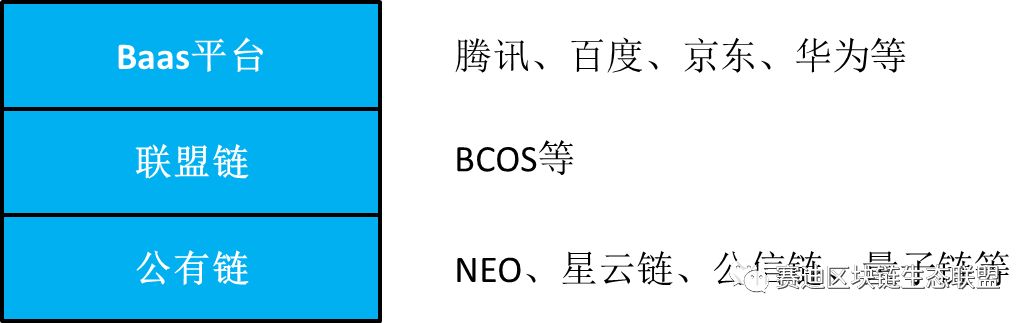 Baas平台
腾讯、百度、京东、华为等
联盟链
BCOS等
公有链
NEO、星云链、公信链、量子链等
赛迪区块链生态联盟